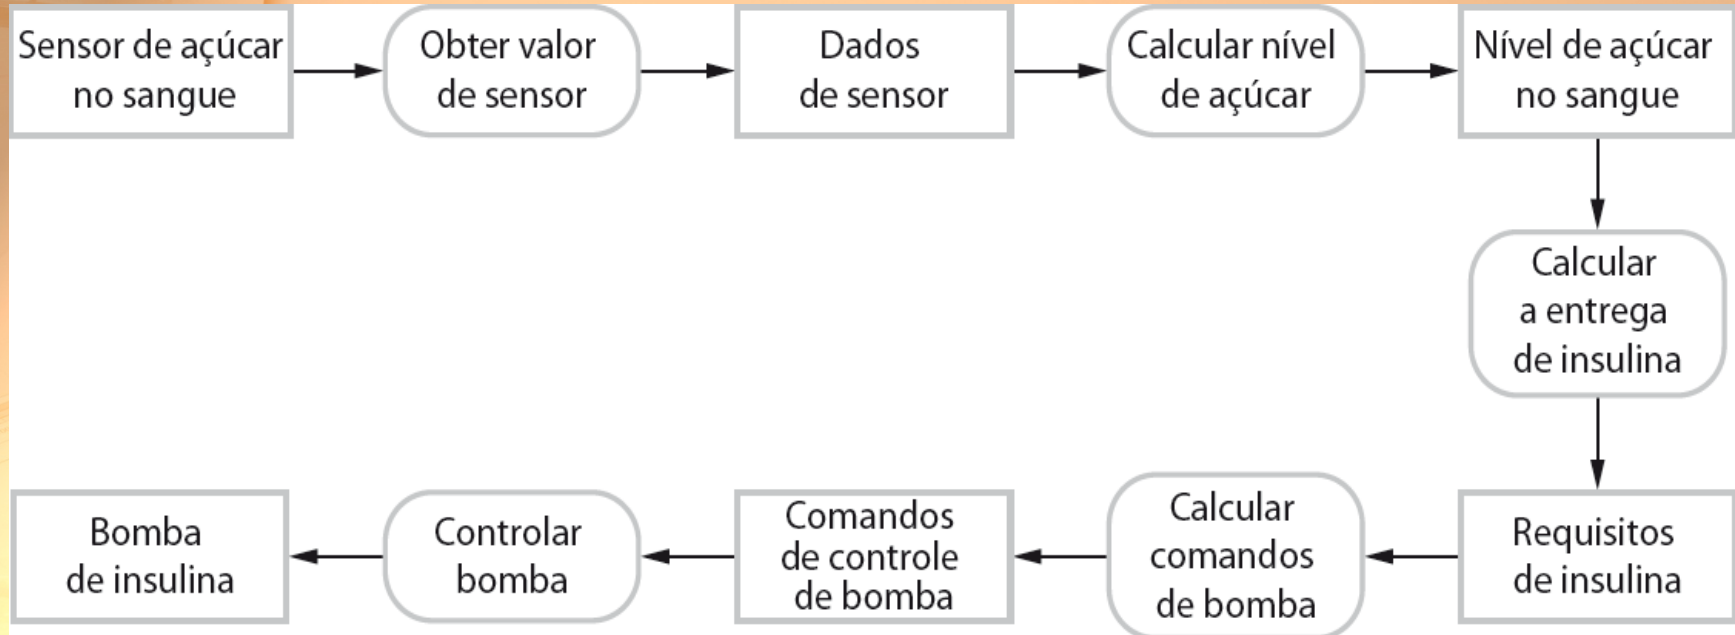 Sensor de açúcar
no sangue
Obter valor
de sensor
Dados
de sensor
Calcular nível
de açúcar
Nível de açúcar
no sangue
Calcular
a entrega
de insulina
Requisitos
de insulina
Calcular
comandos
de bomba
Comandos
de controle
de bomba
Controlar
bomba
Bomba
de insulina